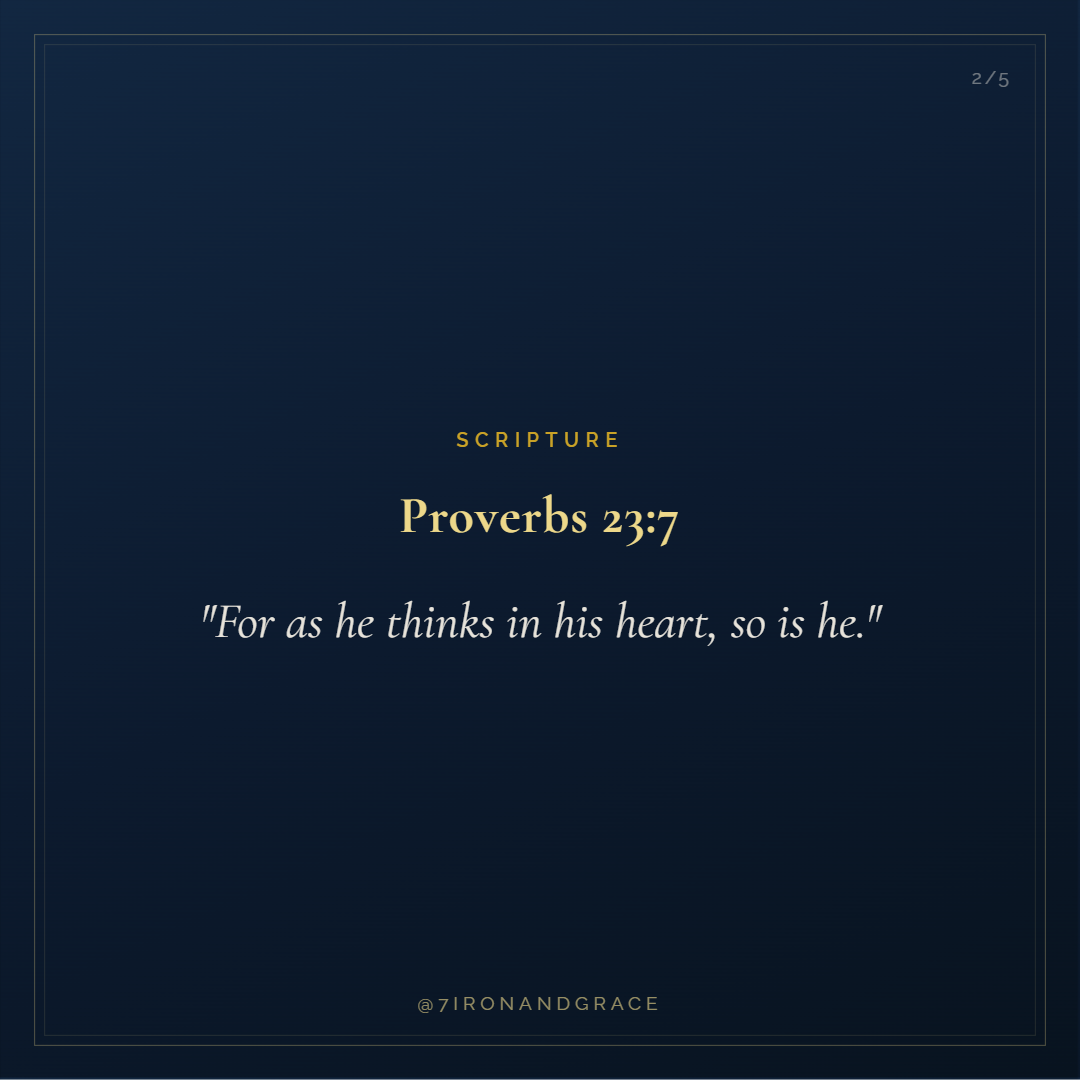 2/5
SCRIPTURE
Proverbs 23:7
"For as he thinks in his heart, so is he."
@7IRONANDGRACE